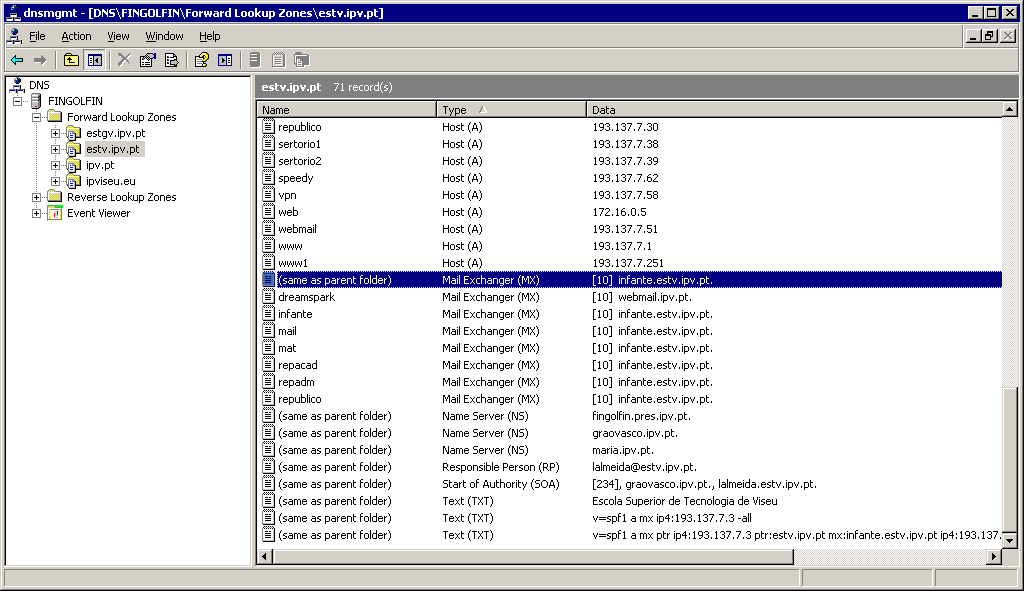 dnsmgmt - [DNS\FINGOLFIN\Forward Lookup Zones\estv.ipv.pt]
File Action View Window Help
DNS
FINGOLFIN
Forward Lookup Zones
estgv.ipv.pt
estv.ipv.pt
ipv.pt
ipviseu.eu
Reverse Lookup Zones
Event Viewer
estv.ipv.pt 71 record(s)
Name Type Data
republico Host (A) 193.137.7.30
sertorio1 Host (A) 193.137.7.38
sertorio2 Host (A) 193.137.7.39
speedy Host (A) 193.137.7.62
vpn Host (A) 193.137.7.58
web Host (A) 172.16.0.5
webmail Host (A) 193.137.7.51
www Host (A) 193.137.7.1
www1 Host (A) 193.137.7.251
(same as parent folder) Mail Exchanger (MX) [10] infante.estv.ipv.pt.
dreamspark Mail Exchanger (MX) [10] webmail.ipv.pt.
infante Mail Exchanger (MX) [10] infante.estv.ipv.pt.
mail Mail Exchanger (MX) [10] infante.estv.ipv.pt.
mat Mail Exchanger (MX) [10] infante.estv.ipv.pt.
repacad Mail Exchanger (MX) [10] infante.estv.ipv.pt.
repadm Mail Exchanger (MX) [10] infante.estv.ipv.pt.
republico Mail Exchanger (MX) [10] infante.estv.ipv.pt.
(same as parent folder) Name Server (NS) fingolfin.pres.ipv.pt.
(same as parent folder) Name Server (NS) graovasco.ipv.pt.
(same as parent folder) Name Server (NS) maria.ipv.pt.
(same as parent folder) Responsible Person (RP) lalmeida@estv.ipv.pt.
(same as parent folder) Start of Authority (SOA) [234], graovasco.ipv.pt., lalmeida.estv.ipv.pt.
(same as parent folder) Text (TXT) Escola Superior de Tecnologia de Viseu
(same as parent folder) Text (TXT) v=spf1 a mx ip4:193.137.7.3 -all
(same as parent folder) Text (TXT) v=spf1 a mx ptr ip4:193.137.7.3 ptr:estv.ipv.pt mx:infante.estv.ipv.pt ip4:193.137.